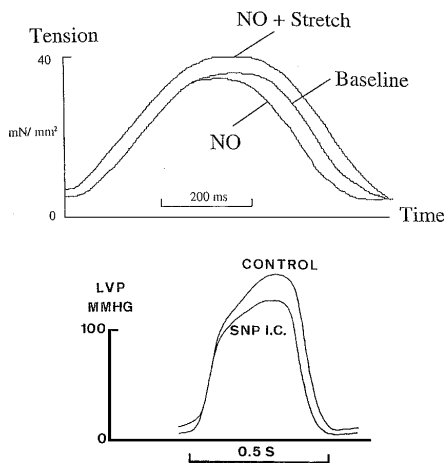 Tension
NO + Stretch
40
Baseline
mN/ mm²
NO
200 ms
0
Time
CONTROL
LVP
MMHG
100
SNP I.C.
0
0.5 S